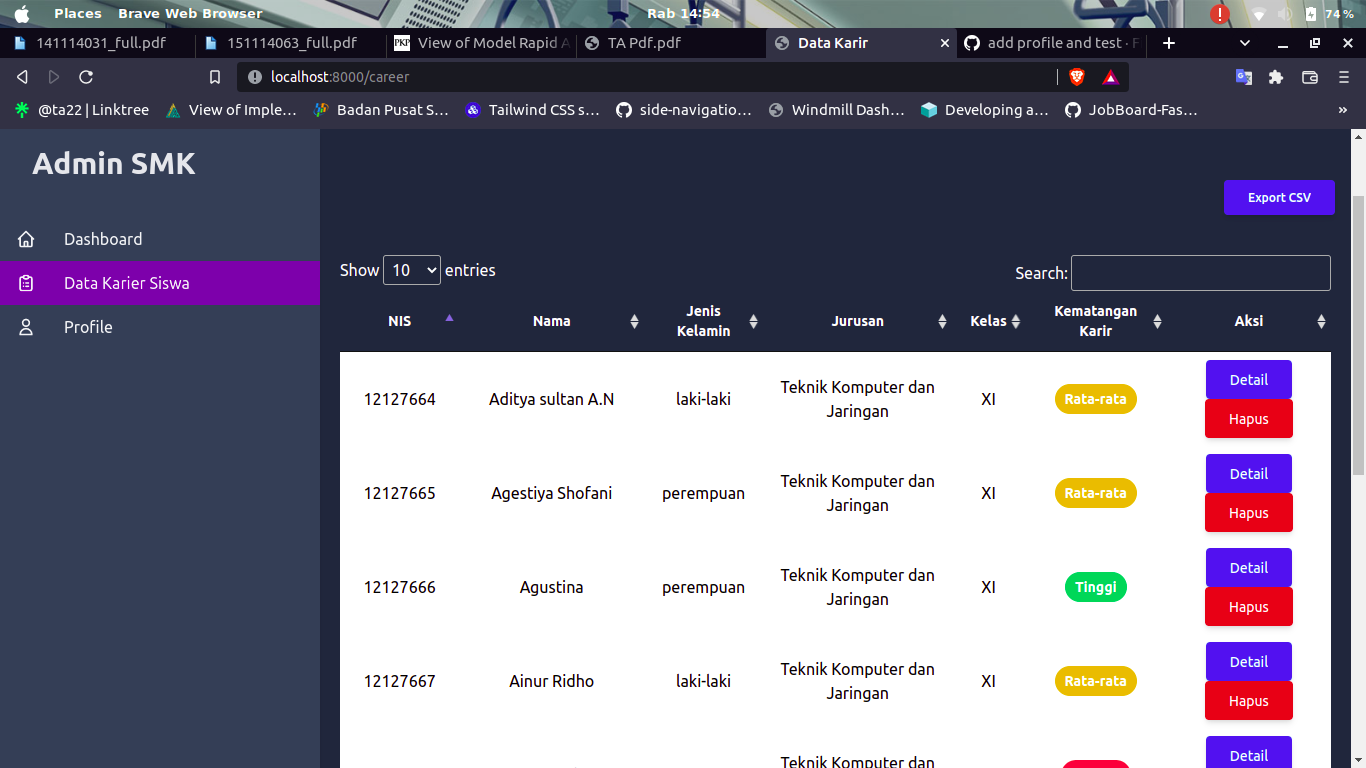 Places Brave Web Browser Rab 14:54 74%
141114031_full.pdf 151114063_full.pdf PKP View of Model Rapid A TA Pdf.pdf Data Karir add profile and test · F
localhost:8000/career
@ta22 | Linktree View of Imple… Badan Pusat S… Tailwind CSS s… side-navigatio… Windmill Dash… Developing a… JobBoard-Fas… »
Admin SMK
Dashboard
Data Karier Siswa
Profile
Export CSV
Show 10 entries Search:
NIS Nama Jenis Kelamin Jurusan Kelas Kematangan Karir Aksi
12127664 Aditya sultan A.N laki-laki Teknik Komputer dan Jaringan XI Rata-rata Detail
Hapus
12127665 Agestiya Shofani perempuan Teknik Komputer dan Jaringan XI Rata-rata Detail
Hapus
12127666 Agustina perempuan Teknik Komputer dan Jaringan XI Tinggi Detail
Hapus
12127667 Ainur Ridho laki-laki Teknik Komputer dan Jaringan XI Rata-rata Detail
Hapus
Teknik Komputer dan Detail